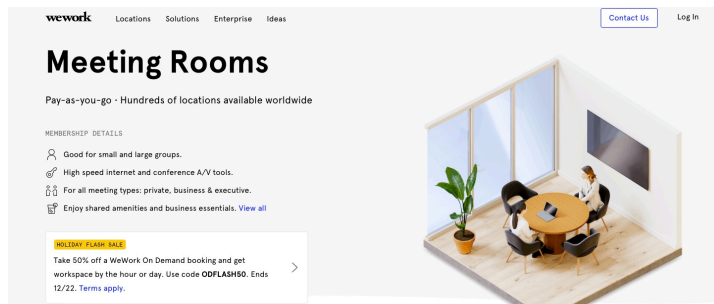 wework
Locations
Solutions
Enterprise
Ideas
Contact Us
Log In
Meeting Rooms
Pay-as-you-go · Hundreds of locations available worldwide
MEMBERSHIP DETAILS
Good for small and large groups.
High speed internet and conference A/V tools.
For all meeting types: private, business & executive.
Enjoy shared amenities and business essentials. View all
HOLIDAY FLASH SALE
Take 50% off a WeWork On Demand booking and get
workspace by the hour or day. Use code ODFLASH50. Ends
12/22. Terms apply.